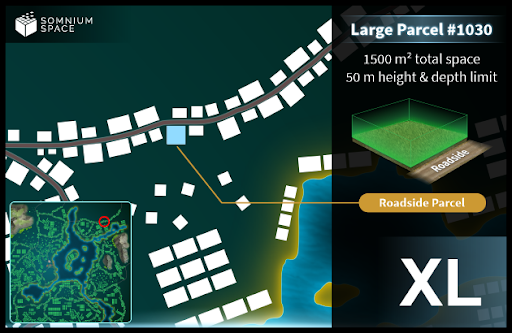 SOMNIUM
SPACE
Large Parcel #1030
1500 m² total space
50 m height & depth limit
Roadside
Roadside Parcel
XL